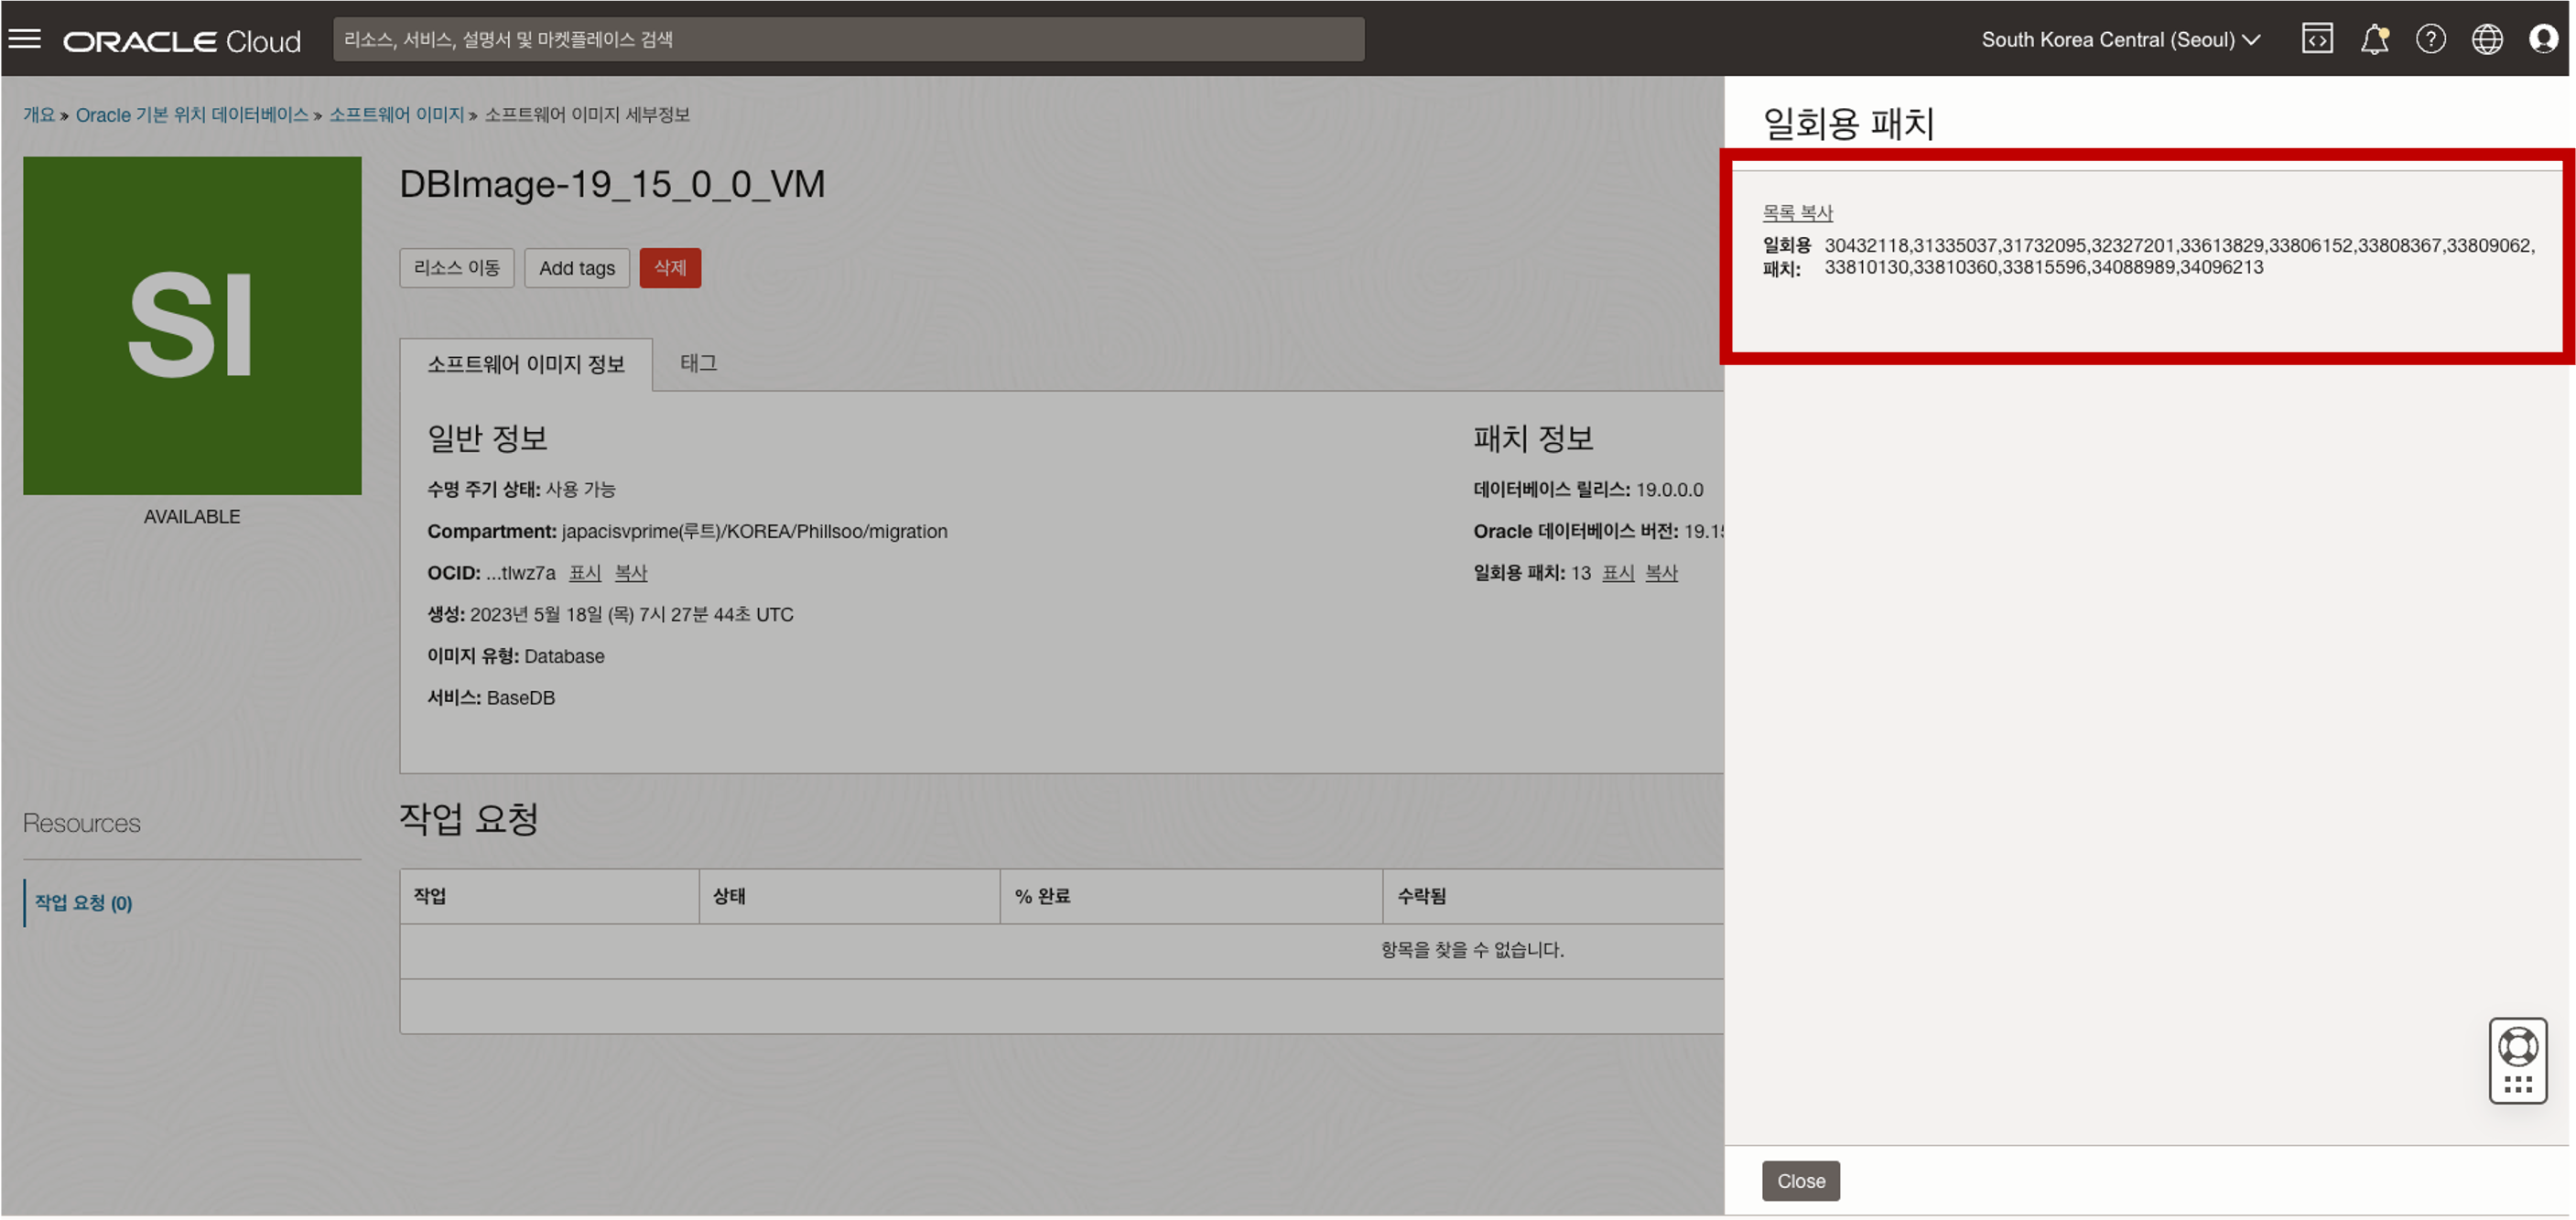 ORACLE Cloud
리소스, 서비스, 설명서 및 마켓플레이스 검색
South Korea Central (Seoul)
개요 » Oracle 기본 위치 데이터베이스 » 소프트웨어 이미지 » 소프트웨어 이미지 세부정보
SI
AVAILABLE
DBImage-19_15_0_0_VM
리소스 이동 Add tags 삭제
소프트웨어 이미지 정보 태그
일반 정보
수명 주기 상태: 사용 가능
Compartment: japacisvprime(루트)/KOREA/Phillsoo/migration
OCID: ...tlwz7a 표시 복사
생성: 2023년 5월 18일 (목) 7시 27분 44초 UTC
이미지 유형: Database
서비스: BaseDB
패치 정보
데이터베이스 릴리스: 19.0.0.0
Oracle 데이터베이스 버전: 19.1
일회용 패치: 13 표시 복사
Resources
작업 요청 (0)
작업 요청
작업 상태 % 완료 수락됨
항목을 찾을 수 없습니다.
일회용 패치
목록 복사
일회용 30432118,31335037,31732095,32327201,33613829,33806152,33808367,33809062,
패치: 33810130,33810360,33815596,34088989,34096213
Close